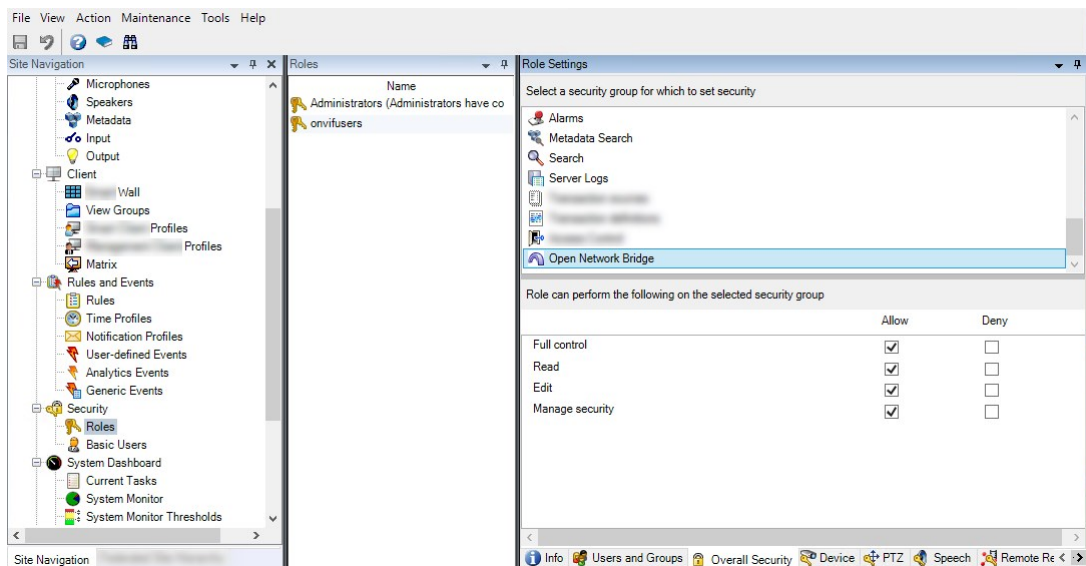 File View Action Maintenance Tools Help
Site Navigation
Microphones
Speakers
Metadata
Input
Output
Client
Wall
View Groups
Profiles
Profiles
Matrix
Rules and Events
Rules
Time Profiles
Notification Profiles
User-defined Events
Analytics Events
Generic Events
Security
Roles
Basic Users
System Dashboard
Current Tasks
System Monitor
System Monitor Thresholds
Site Navigation
Roles
Name
Administrators (Administrators have co
onvifusers
Role Settings
Select a security group for which to set security
Alarms
Metadata Search
Search
Server Logs
Open Network Bridge
Role can perform the following on the selected security group
Allow Deny
Full control
Read
Edit
Manage security
Info Users and Groups Overall Security Device PTZ Speech Remote Re